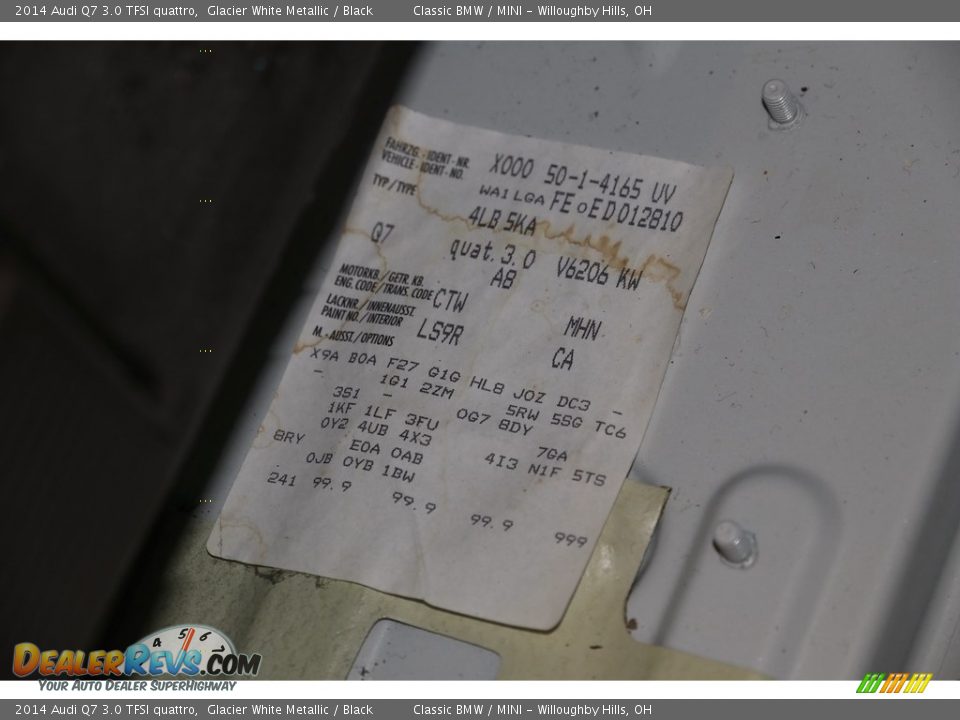 2014 Audi Q7 3.0 TFSI quattro, Glacier White Metallic / Black Classic BMW / MINI - Willoughby Hills, OH
FAHRZG.-IDENT-NR. X000 50-1-4165 UV
VEHICLE-IDENT-NO. WA1LGAFE0ED012810
TYP/TYPE 4LB5KA
Q7 quat.3.0 V6206 KW
A8
MOTORKB./GETR.KB.
ENG.CODE/TRANS.CODE CTW MHN
LACKNR./INNENAUSST.
PAINT NO./INTERIOR LS9R CA
M.-AUSST./OPTIONS
X9A B0A F27 G1G HL8 J0Z DC3 -
- 1G1 2ZM 5RW 5SG TC6
3S1 - 0G7 8DY
1KF 1LF 3FU
0Y2 4UB 4X3 7GA
8RY E0A 0AB 4I3 N1F 5TS
0JB 0YB 1BW
241 99.9 99.9 99.9 999
4 5 6
DEALERREVS.COM
YOUR AUTO DEALER SUPERHIGHWAY
2014 Audi Q7 3.0 TFSI quattro, Glacier White Metallic / Black Classic BMW / MINI - Willoughby Hills, OH